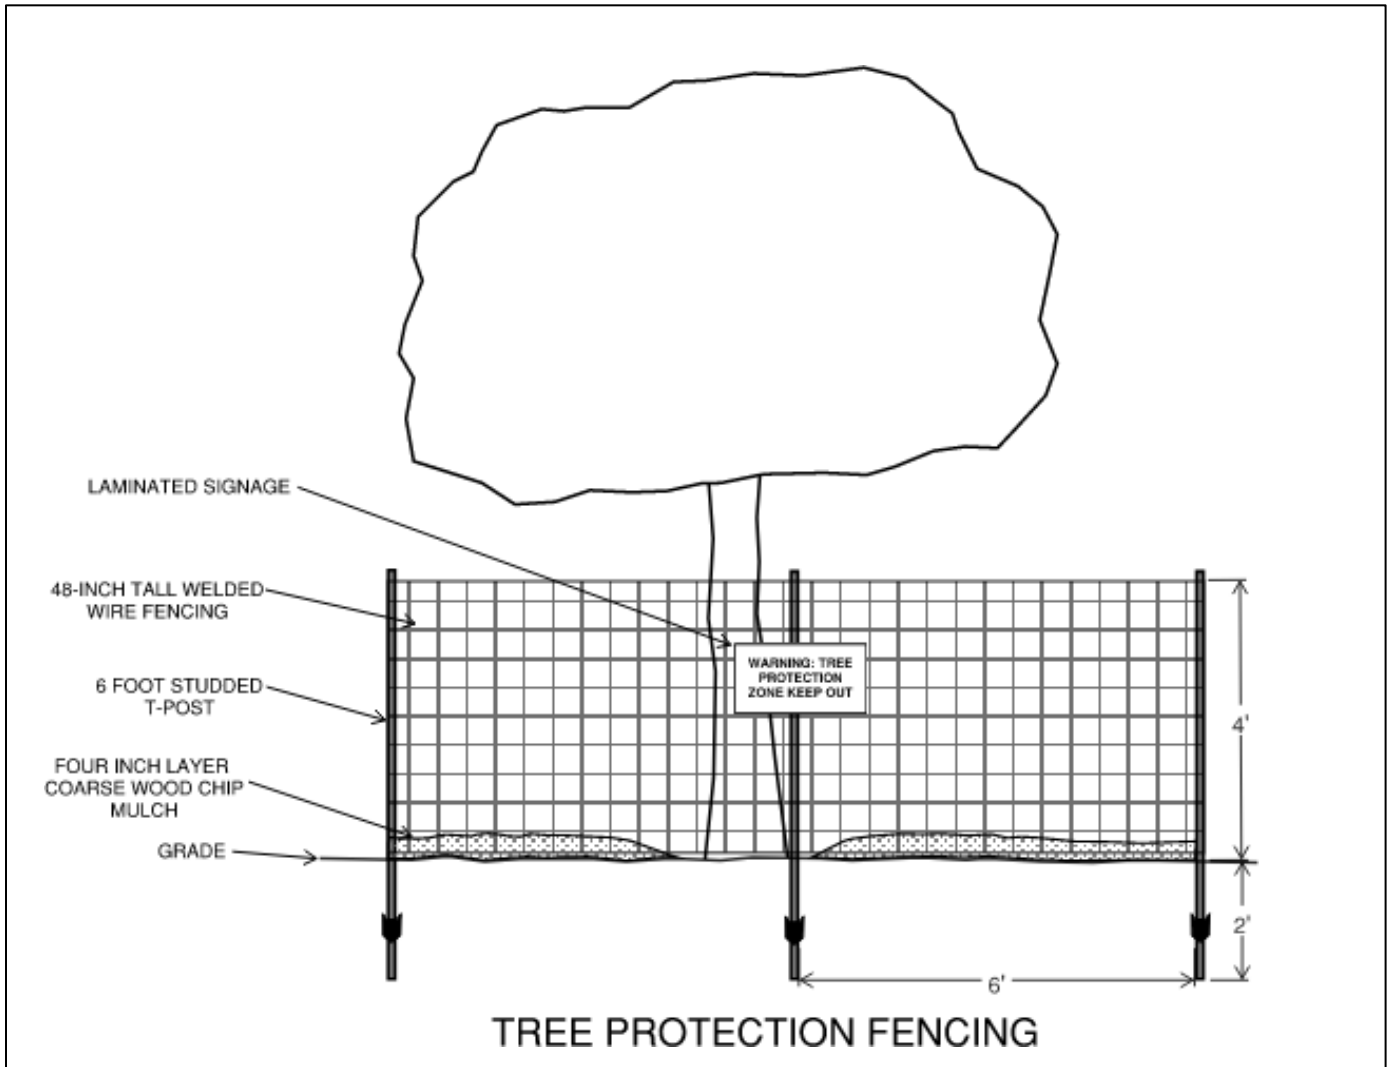 LAMINATED SIGNAGE
48-INCH TALL WELDED
WIRE FENCING
WARNING: TREE
PROTECTION
ZONE KEEP OUT
6 FOOT STUDDED
T-POST
4'
FOUR INCH LAYER
COARSE WOOD CHIP
MULCH
GRADE
2'
6'
TREE PROTECTION FENCING